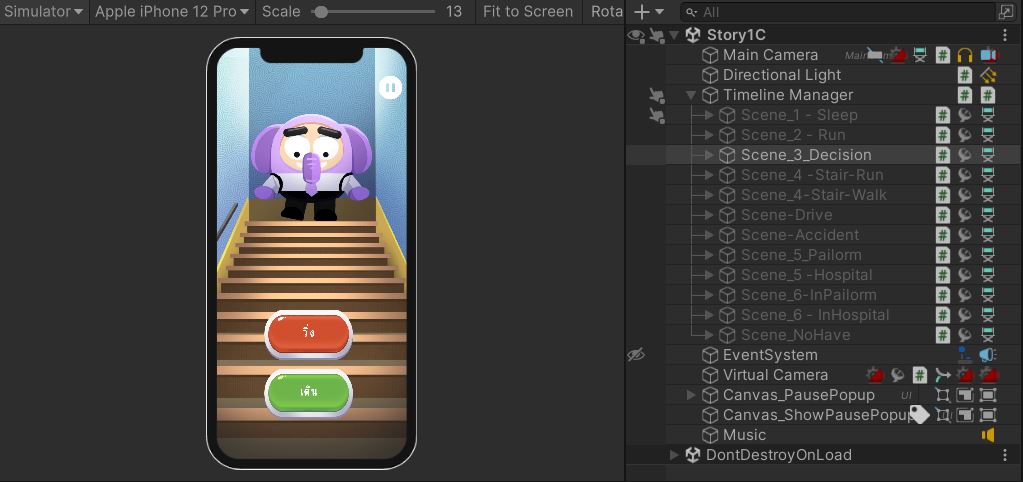 Simulator
Apple iPhone 12 Pro
Scale
13
Fit to Screen
Rota
วิ่ง
เดิน
All
Story1C
Main Camera
Directional Light
Timeline Manager
Scene_1 - Sleep
Scene_2 - Run
Scene_3_Decision
Scene_4 -Stair-Run
Scene_4-Stair-Walk
Scene-Drive
Scene-Accident
Scene_5_Pailorm
Scene_5 -Hospital
Scene_6-InPailorm
Scene_6 - InHospital
Scene_NoHave
EventSystem
Virtual Camera
Canvas_PausePopup UI
Canvas_ShowPausePopup
Music
DontDestroyOnLoad